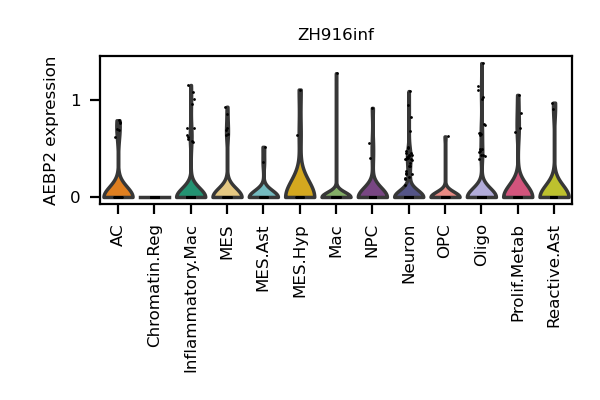 ZH916inf
AEBP2 expression
1
0
AC
Chromatin.Reg
Inflammatory.Mac
MES
MES.Ast
MES.Hyp
Mac
NPC
Neuron
OPC
Oligo
Prolif.Metab
Reactive.Ast